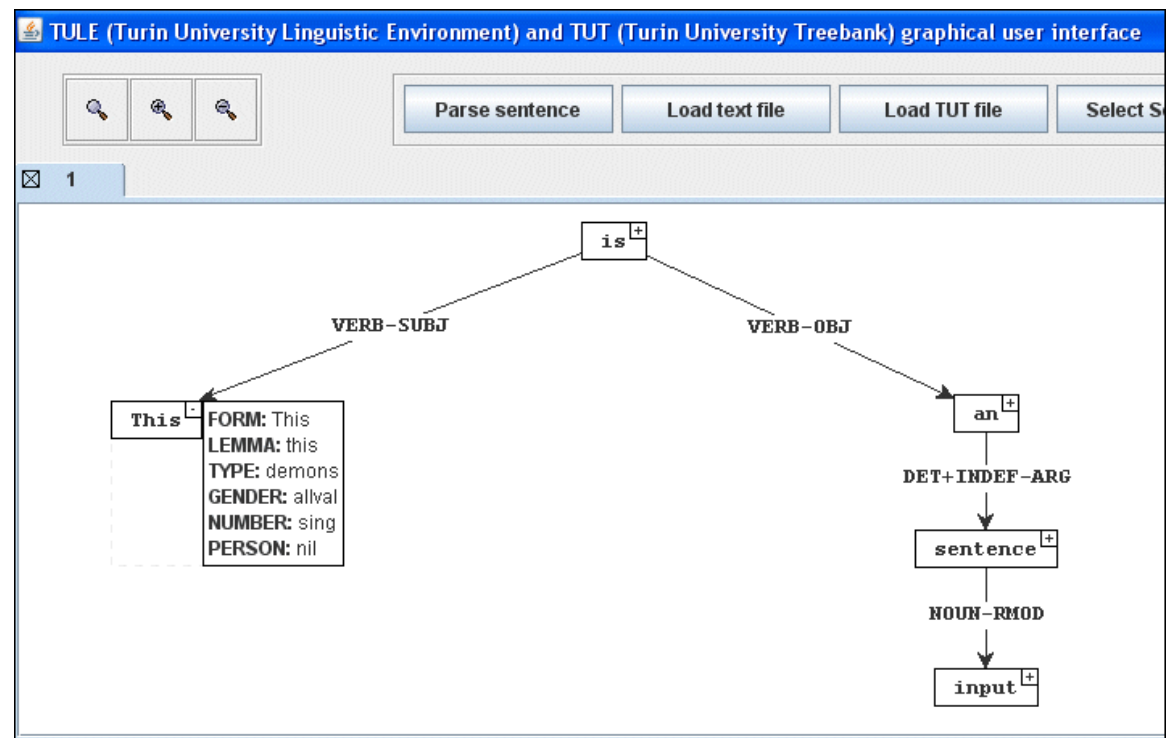 TULE (Turin University Linguistic Environment) and TUT (Turin University Treebank) graphical user interface
Parse sentence Load text file Load TUT file Select S
1
is
VERB-SUBJ VERB-OBJ
This
FORM: This
LEMMA: this
TYPE: demons
GENDER: allval
NUMBER: sing
PERSON: nil
an
DET+INDEF-ARG
sentence
NOUN-RMOD
input